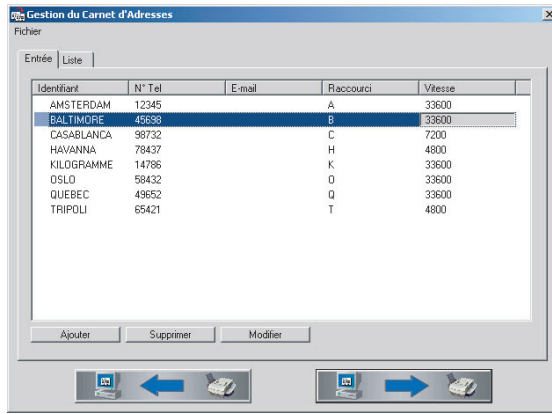 Gestion du Carnet d'Adresses
Fichier
Entrée Liste
Identifiant N° Tel E-mail Raccourci Vitesse
AMSTERDAM 12345 A 33600
BALTIMORE 45698 B 33600
CASABLANCA 98732 C 7200
HAVANNA 78437 H 4800
KILOGRAMME 14786 K 33600
OSLO 58432 O 33600
QUEBEC 49652 Q 33600
TRIPOLI 65421 T 4800
Ajouter Supprimer Modifier